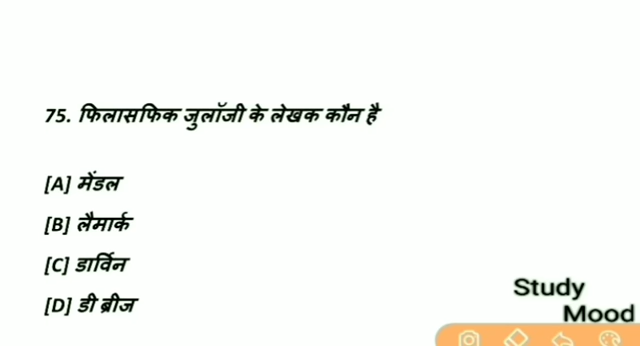 75. फिलासफिक जुलॉजी के लेखक कौन है
[A] मेंडल
[B] लैमार्क
[C] डार्विन
[D] डी ब्रीज
Study
Mood